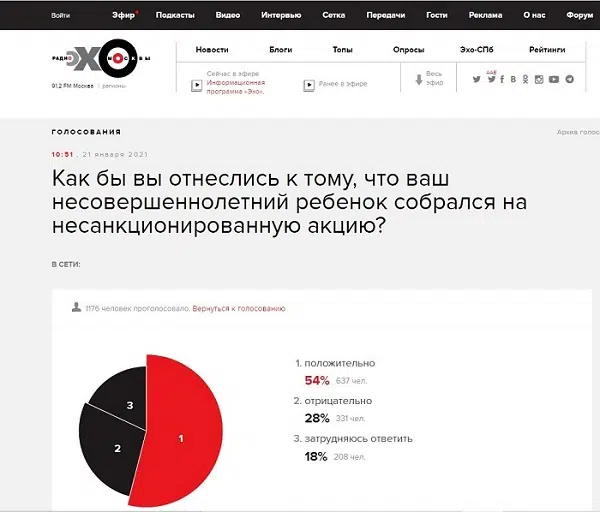 Войти Эфир Подкасты Видео Интервью Сетка Передачи Гости Реклама О нас Форум
РАДИО ЭХО МОСКВЫ
91,2 FM Москва | регионы
Новости Блоги Топы Опросы Эхо-СПб Рейтинги
Сейчас в эфире
Информационная
программа «Эхо».
Ранее в эфире
Весь
эфир
ГОЛОСОВАНИЯ
Архив голос
10:51 , 21 января 2021
Как бы вы отнеслись к тому, что ваш
несовершеннолетний ребенок собрался на
несанкционированную акцию?
В СЕТИ:
1176 человек проголосовало. Вернуться к голосованию
1
2
3
1. положительно
54% 637 чел.
2. отрицательно
28% 331 чел.
3. затрудняюсь ответить
18% 208 чел.